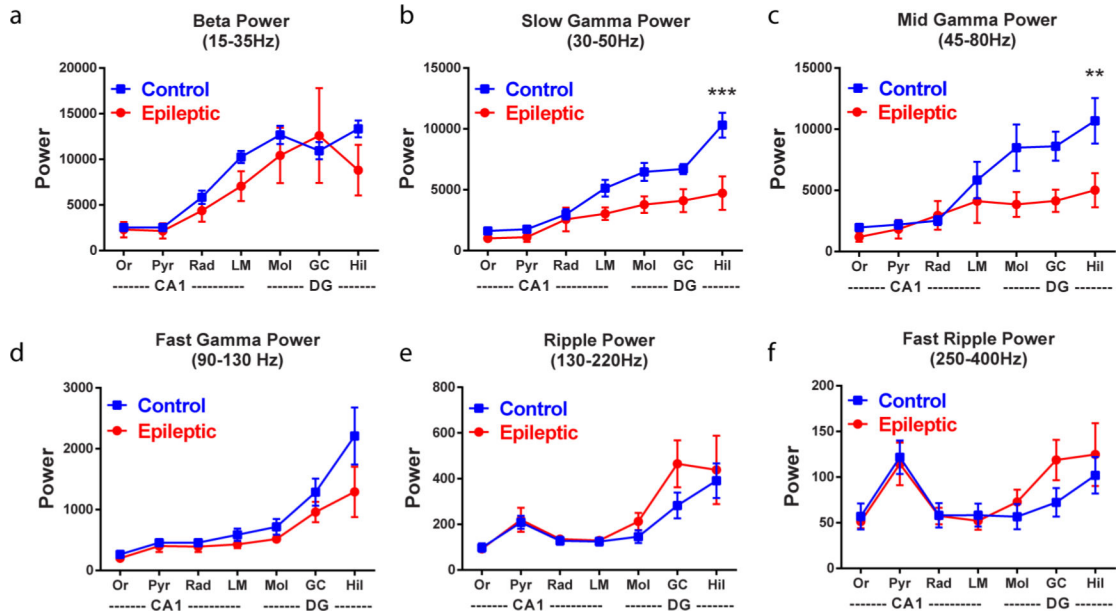 a
Beta Power
(15-35Hz)
Power
20000
15000
10000
5000
0
Control
Epileptic
Or Pyr Rad LM Mol GC Hil
------- CA1 ---------- ------- DG -------
b
Slow Gamma Power
(30-50Hz)
Power
15000
10000
5000
0
Control
Epileptic
***
Or Pyr Rad LM Mol GC Hil
------- CA1 ---------- ------- DG -------
c
Mid Gamma Power
(45-80Hz)
Power
15000
10000
5000
0
Control
Epileptic
**
Or Pyr Rad LM Mol GC Hil
------- CA1 ---------- ------- DG -------
d
Fast Gamma Power
(90-130 Hz)
Power
3000
2000
1000
0
Control
Epileptic
Or Pyr Rad LM Mol GC Hil
------- CA1 ---------- ------- DG -------
e
Ripple Power
(130-220Hz)
Power
800
600
400
200
0
Control
Epileptic
Or Pyr Rad LM Mol GC Hil
------- CA1 ---------- ------- DG -------
f
Fast Ripple Power
(250-400Hz)
Power
200
150
100
50
0
Control
Epileptic
Or Pyr Rad LM Mol GC Hil
------- CA1 ---------- ------- DG -------